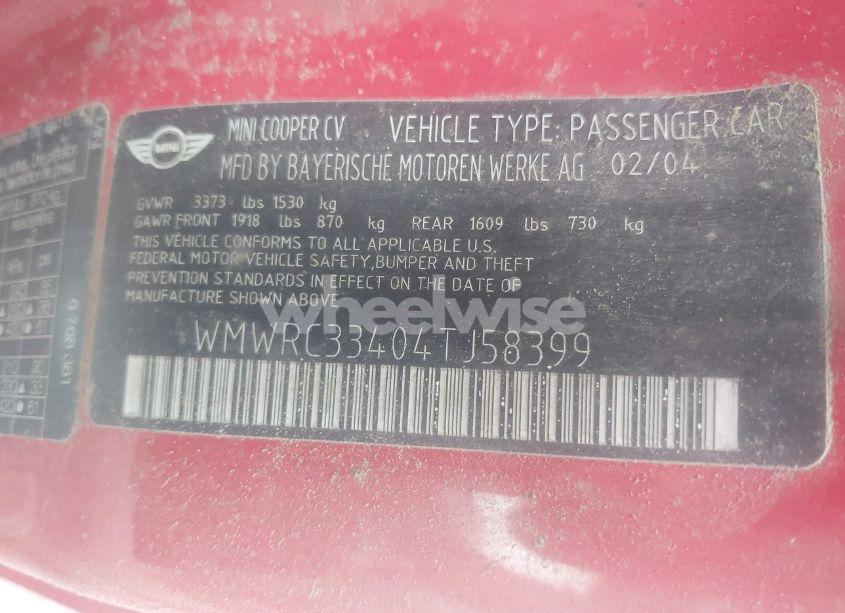 MINI
MINI COOPER CV VEHICLE TYPE: PASSENGER CAR
MFD BY BAYERISCHE MOTOREN WERKE AG 02/04
GVWR 3373 lbs 1530 kg
GAWR FRONT 1918 lbs 870 kg REAR 1609 lbs 730 kg
THIS VEHICLE CONFORMS TO ALL APPLICABLE U.S.
FEDERAL MOTOR VEHICLE SAFETY,BUMPER AND THEFT
PREVENTION STANDARDS IN EFFECT ON THE DATE OF
MANUFACTURE SHOWN ABOVE
wheelwise
WMWRC33404TJ58399